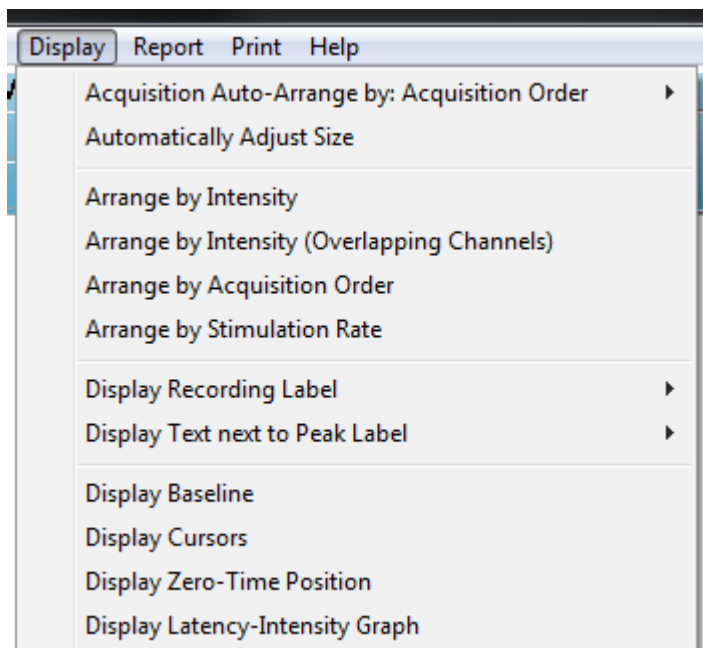 Display Report Print Help
Acquisition Auto-Arrange by: Acquisition Order
Automatically Adjust Size
Arrange by Intensity
Arrange by Intensity (Overlapping Channels)
Arrange by Acquisition Order
Arrange by Stimulation Rate
Display Recording Label
Display Text next to Peak Label
Display Baseline
Display Cursors
Display Zero-Time Position
Display Latency-Intensity Graph